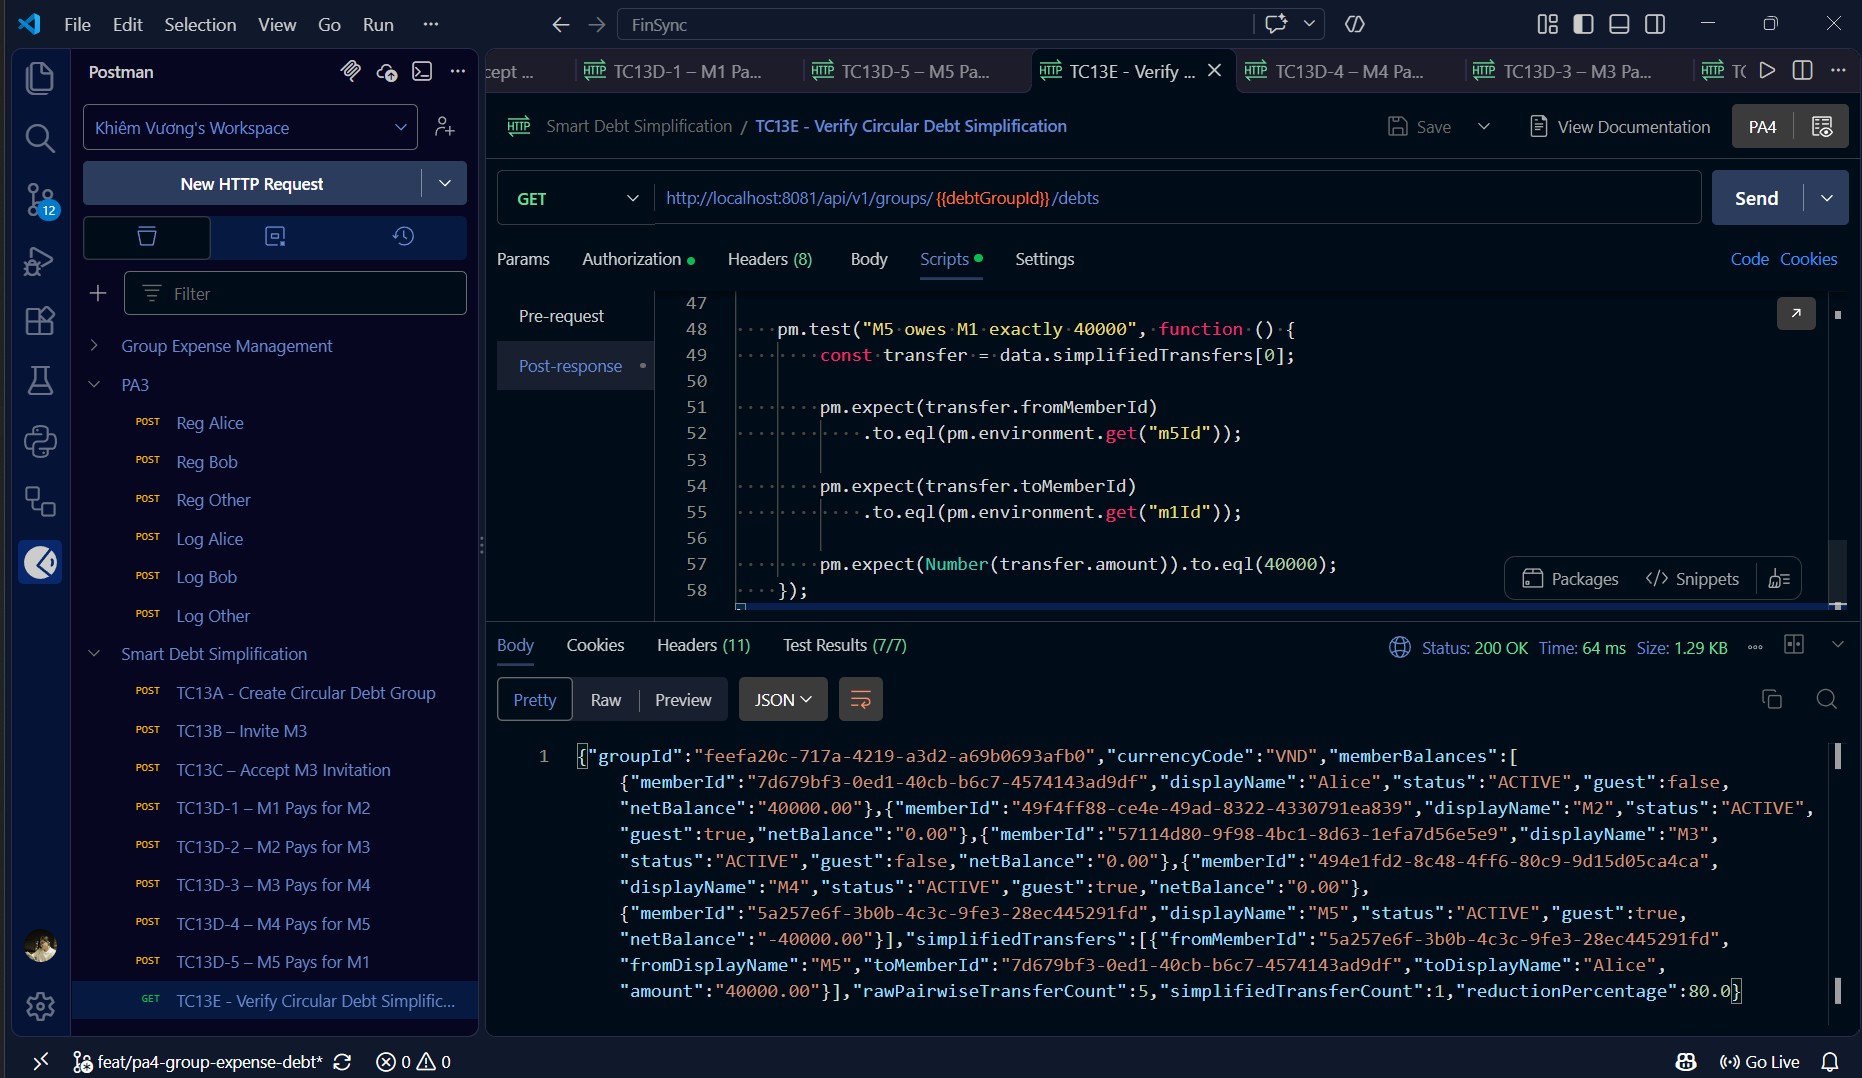 File Edit Selection View Go Run ···
FinSync
Postman
Khiêm Vương's Workspace
New HTTP Request
Filter
Group Expense Management
PA3
POST Reg Alice
POST Reg Bob
POST Reg Other
POST Log Alice
POST Log Bob
POST Log Other
Smart Debt Simplification
POST TC13A - Create Circular Debt Group
POST TC13B – Invite M3
POST TC13C – Accept M3 Invitation
POST TC13D-1 – M1 Pays for M2
POST TC13D-2 – M2 Pays for M3
POST TC13D-3 – M3 Pays for M4
POST TC13D-4 – M4 Pays for M5
POST TC13D-5 – M5 Pays for M1
GET TC13E - Verify Circular Debt Simplific...
12
cept ... HTTP TC13D-1 – M1 Pa... HTTP TC13D-5 – M5 Pa... HTTP TC13E - Verify ... HTTP TC13D-4 – M4 Pa... HTTP TC13D-3 – M3 Pa... HTTP TC
HTTP Smart Debt Simplification / TC13E - Verify Circular Debt Simplification Save View Documentation PA4
GET http://localhost:8081/api/v1/groups/{{debtGroupId}}/debts Send
Params Authorization Headers (8) Body Scripts Settings Code Cookies
Pre-request
Post-response
47
48 pm.test("M5 owes M1 exactly 40000", function () {
49 const transfer = data.simplifiedTransfers[0];
50
51 pm.expect(transfer.fromMemberId)
52 .to.eql(pm.environment.get("m5Id"));
53
54 pm.expect(transfer.toMemberId)
55 .to.eql(pm.environment.get("m1Id"));
56
57 pm.expect(Number(transfer.amount)).to.eql(40000);
58 });
Packages </> Snippets
Body Cookies Headers (11) Test Results (7/7) Status: 200 OK Time: 64 ms Size: 1.29 KB
Pretty Raw Preview JSON
1 {"groupId":"feefa20c-717a-4219-a3d2-a69b0693afb0","currencyCode":"VND","memberBalances":[
{"memberId":"7d679bf3-0ed1-40cb-b6c7-4574143ad9df","displayName":"Alice","status":"ACTIVE","guest":false,
"netBalance":"40000.00"},{"memberId":"49f4ff88-ce4e-49ad-8322-4330791ea839","displayName":"M2","status":"ACTIVE",
"guest":true,"netBalance":"0.00"},{"memberId":"57114d80-9f98-4bc1-8d63-1efa7d56e5e9","displayName":"M3",
"status":"ACTIVE","guest":false,"netBalance":"0.00"},{"memberId":"494e1fd2-8c48-4ff6-80c9-9d15d05ca4ca",
"displayName":"M4","status":"ACTIVE","guest":true,"netBalance":"0.00"},
{"memberId":"5a257e6f-3b0b-4c3c-9fe3-28ec445291fd","displayName":"M5","status":"ACTIVE","guest":true,
"netBalance":"-40000.00"}],"simplifiedTransfers":[{"fromMemberId":"5a257e6f-3b0b-4c3c-9fe3-28ec445291fd",
"fromDisplayName":"M5","toMemberId":"7d679bf3-0ed1-40cb-b6c7-4574143ad9df","toDisplayName":"Alice",
"amount":"40000.00"}],"rawPairwiseTransferCount":5,"simplifiedTransferCount":1,"reductionPercentage":80.0}
feat/pa4-group-expense-debt* 0 0 Go Live